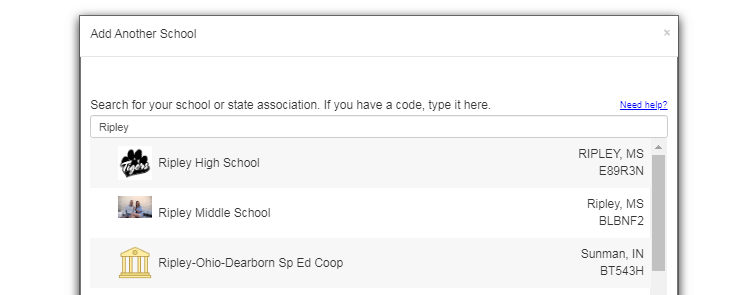 Add Another School ×
Search for your school or state association. If you have a code, type it here. Need help?
Ripley
Tigers
Ripley High School
RIPLEY, MS
E89R3N
Ripley Middle School
Ripley, MS
BLBNF2
Ripley-Ohio-Dearborn Sp Ed Coop
Sunman, IN
BT543H